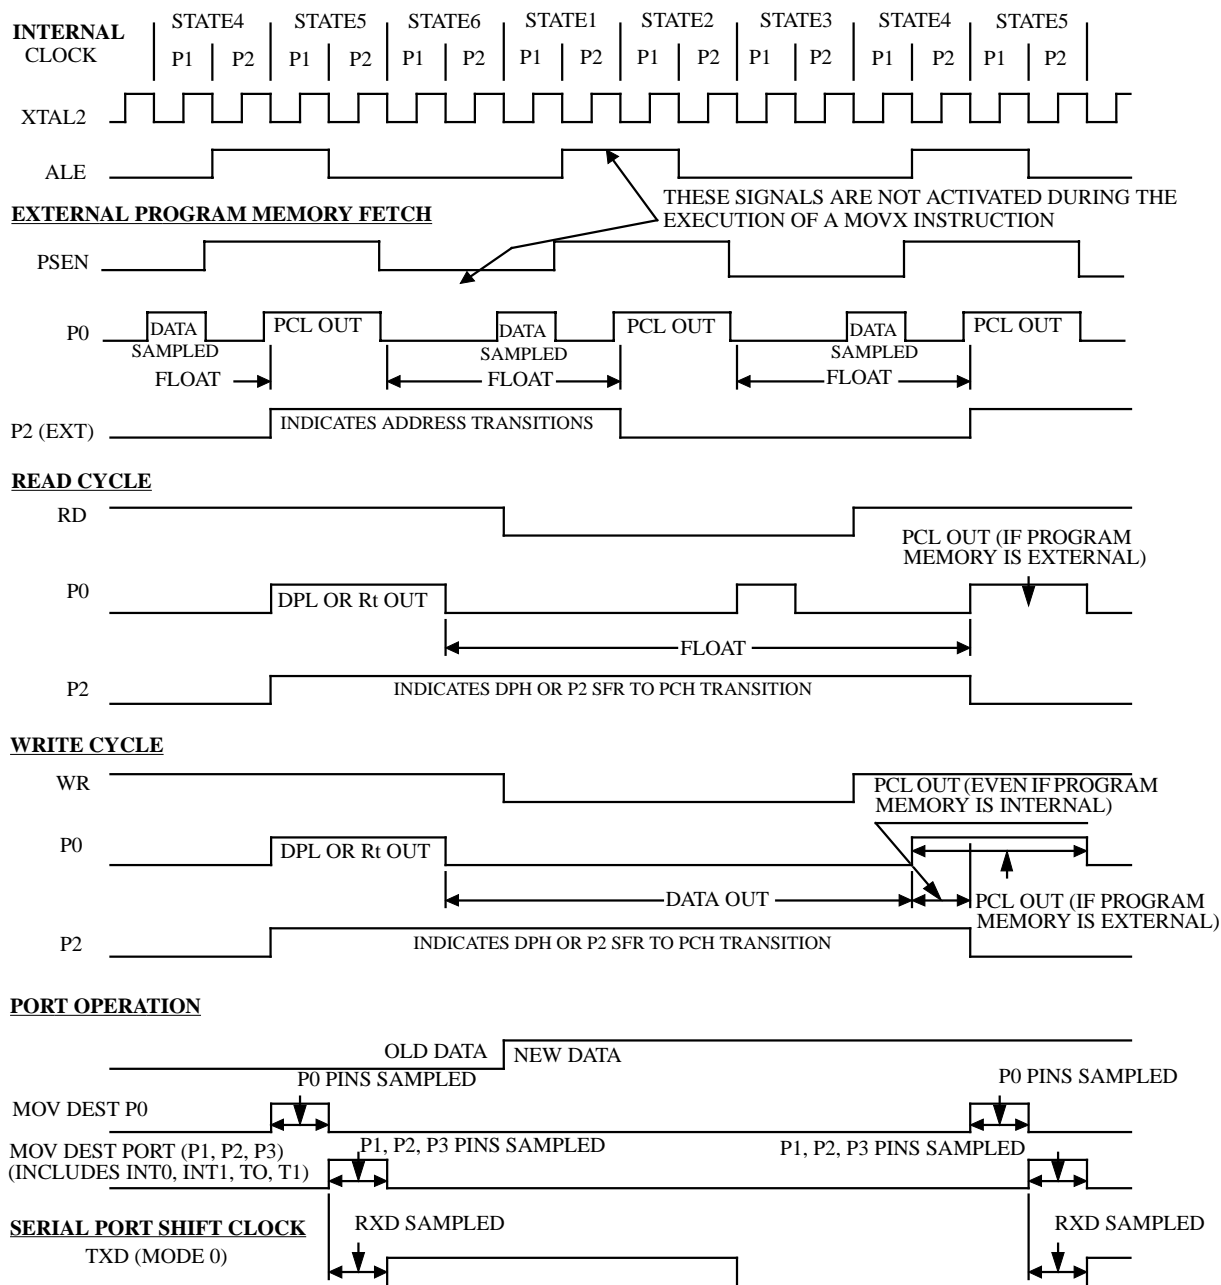 INTERNAL CLOCK
STATE4 STATE5 STATE6 STATE1 STATE2 STATE3 STATE4 STATE5
P1 P2 P1 P2 P1 P2 P1 P2 P1 P2 P1 P2 P1 P2 P1 P2
XTAL2
ALE
THESE SIGNALS ARE NOT ACTIVATED DURING THE
EXECUTION OF A MOVX INSTRUCTION
EXTERNAL PROGRAM MEMORY FETCH
PSEN
P0
DATA SAMPLED
PCL OUT
DATA SAMPLED
PCL OUT
DATA SAMPLED
PCL OUT
FLOAT FLOAT FLOAT
P2 (EXT)
INDICATES ADDRESS TRANSITIONS
READ CYCLE
RD
PCL OUT (IF PROGRAM
MEMORY IS EXTERNAL)
P0
DPL OR Rt OUT
FLOAT
P2
INDICATES DPH OR P2 SFR TO PCH TRANSITION
WRITE CYCLE
WR
PCL OUT (EVEN IF PROGRAM
MEMORY IS INTERNAL)
P0
DPL OR Rt OUT
DATA OUT
PCL OUT (IF PROGRAM
MEMORY IS EXTERNAL)
P2
INDICATES DPH OR P2 SFR TO PCH TRANSITION
PORT OPERATION
OLD DATA NEW DATA
P0 PINS SAMPLED
P0 PINS SAMPLED
MOV DEST P0
MOV DEST PORT (P1, P2, P3)
(INCLUDES INT0, INT1, TO, T1)
P1, P2, P3 PINS SAMPLED
P1, P2, P3 PINS SAMPLED
SERIAL PORT SHIFT CLOCK
TXD (MODE 0)
RXD SAMPLED
RXD SAMPLED